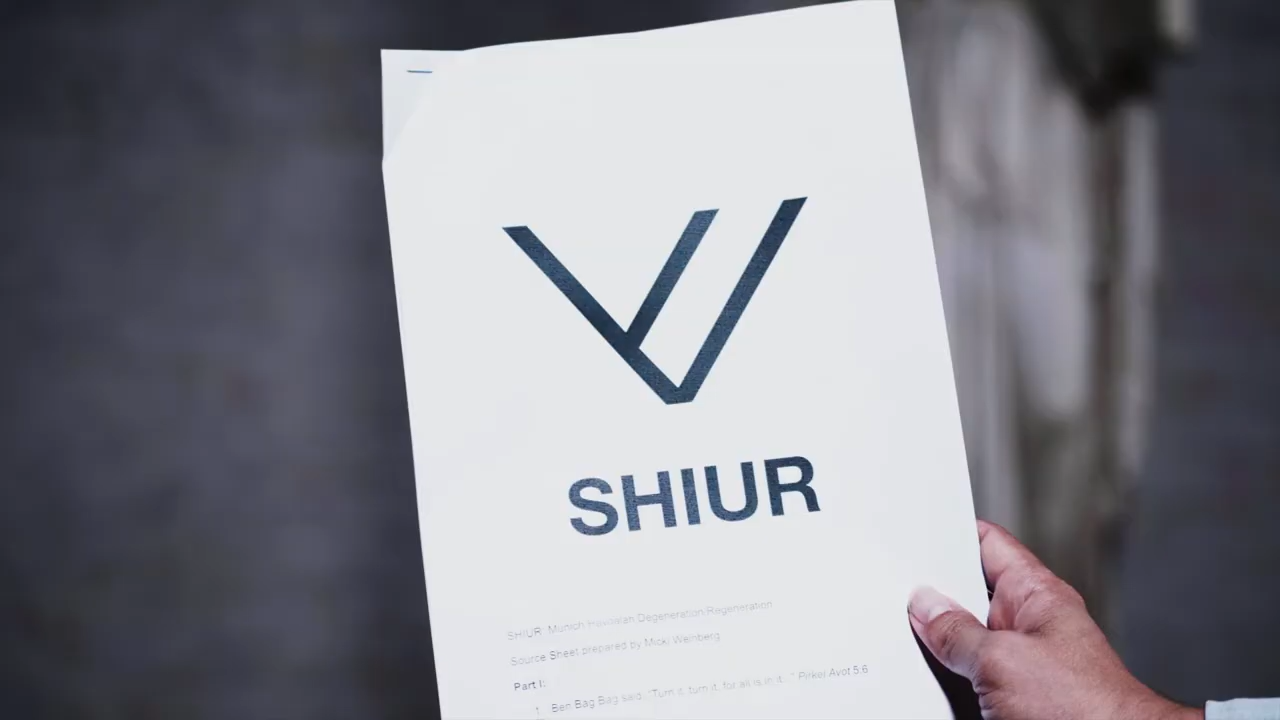 SHIUR
SHIUR: Munich Degeneration/Regeneration
Source Sheet prepared by Micki Weinberg
Part I:
1. Ben Bag Bag said: "Turn it, turn it, for all is in it..." Pirkei Avot 5:6